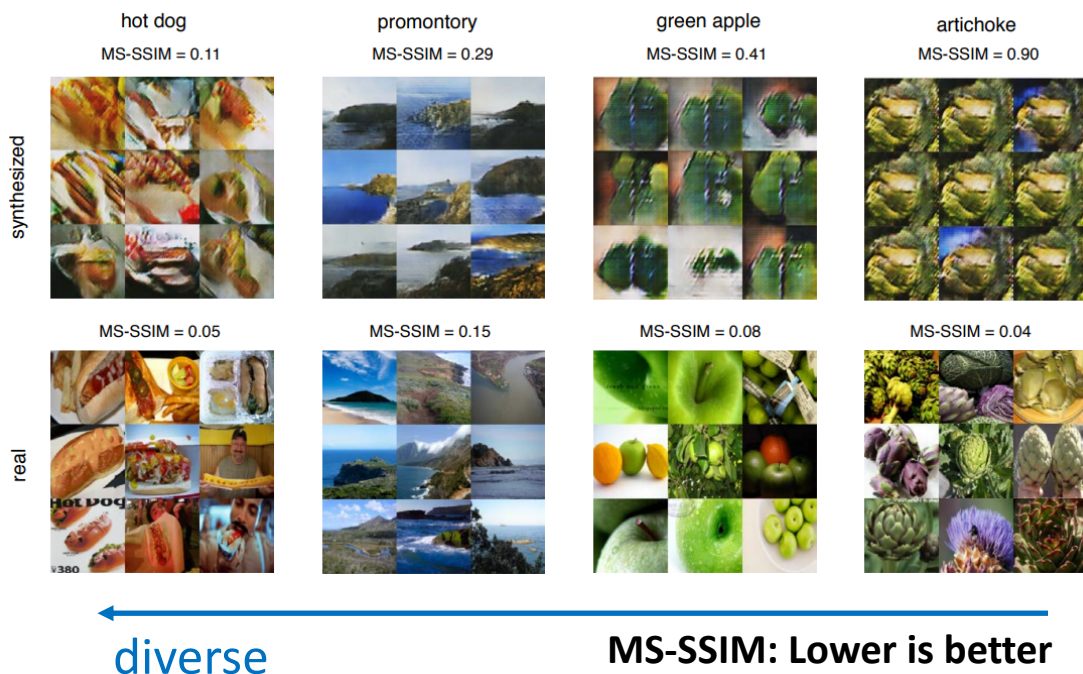 hot dog
promontory
green apple
artichoke
MS-SSIM = 0.11
MS-SSIM = 0.29
MS-SSIM = 0.41
MS-SSIM = 0.90
synthesized
MS-SSIM = 0.05
MS-SSIM = 0.15
MS-SSIM = 0.08
MS-SSIM = 0.04
real
Hot Dog
380
diverse
MS-SSIM: Lower is better